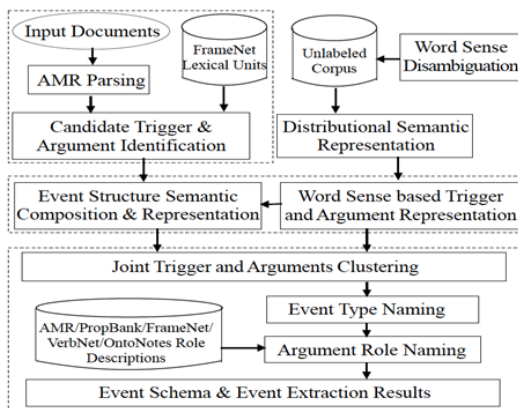 Input Documents
AMR Parsing
Candidate Trigger &
Argument Identification
FrameNet
Lexical Units
Unlabeled
Corpus
Word Sense
Disambiguation
Distributional Semantic
Representation
Event Structure Semantic
Composition & Representation
Word Sense based Trigger
and Argument Representation
Joint Trigger and Arguments Clustering
Event Type Naming
AMR/PropBank/FrameNet/
VerbNet/OntoNotes Role
Descriptions
Argument Role Naming
Event Schema & Event Extraction Results